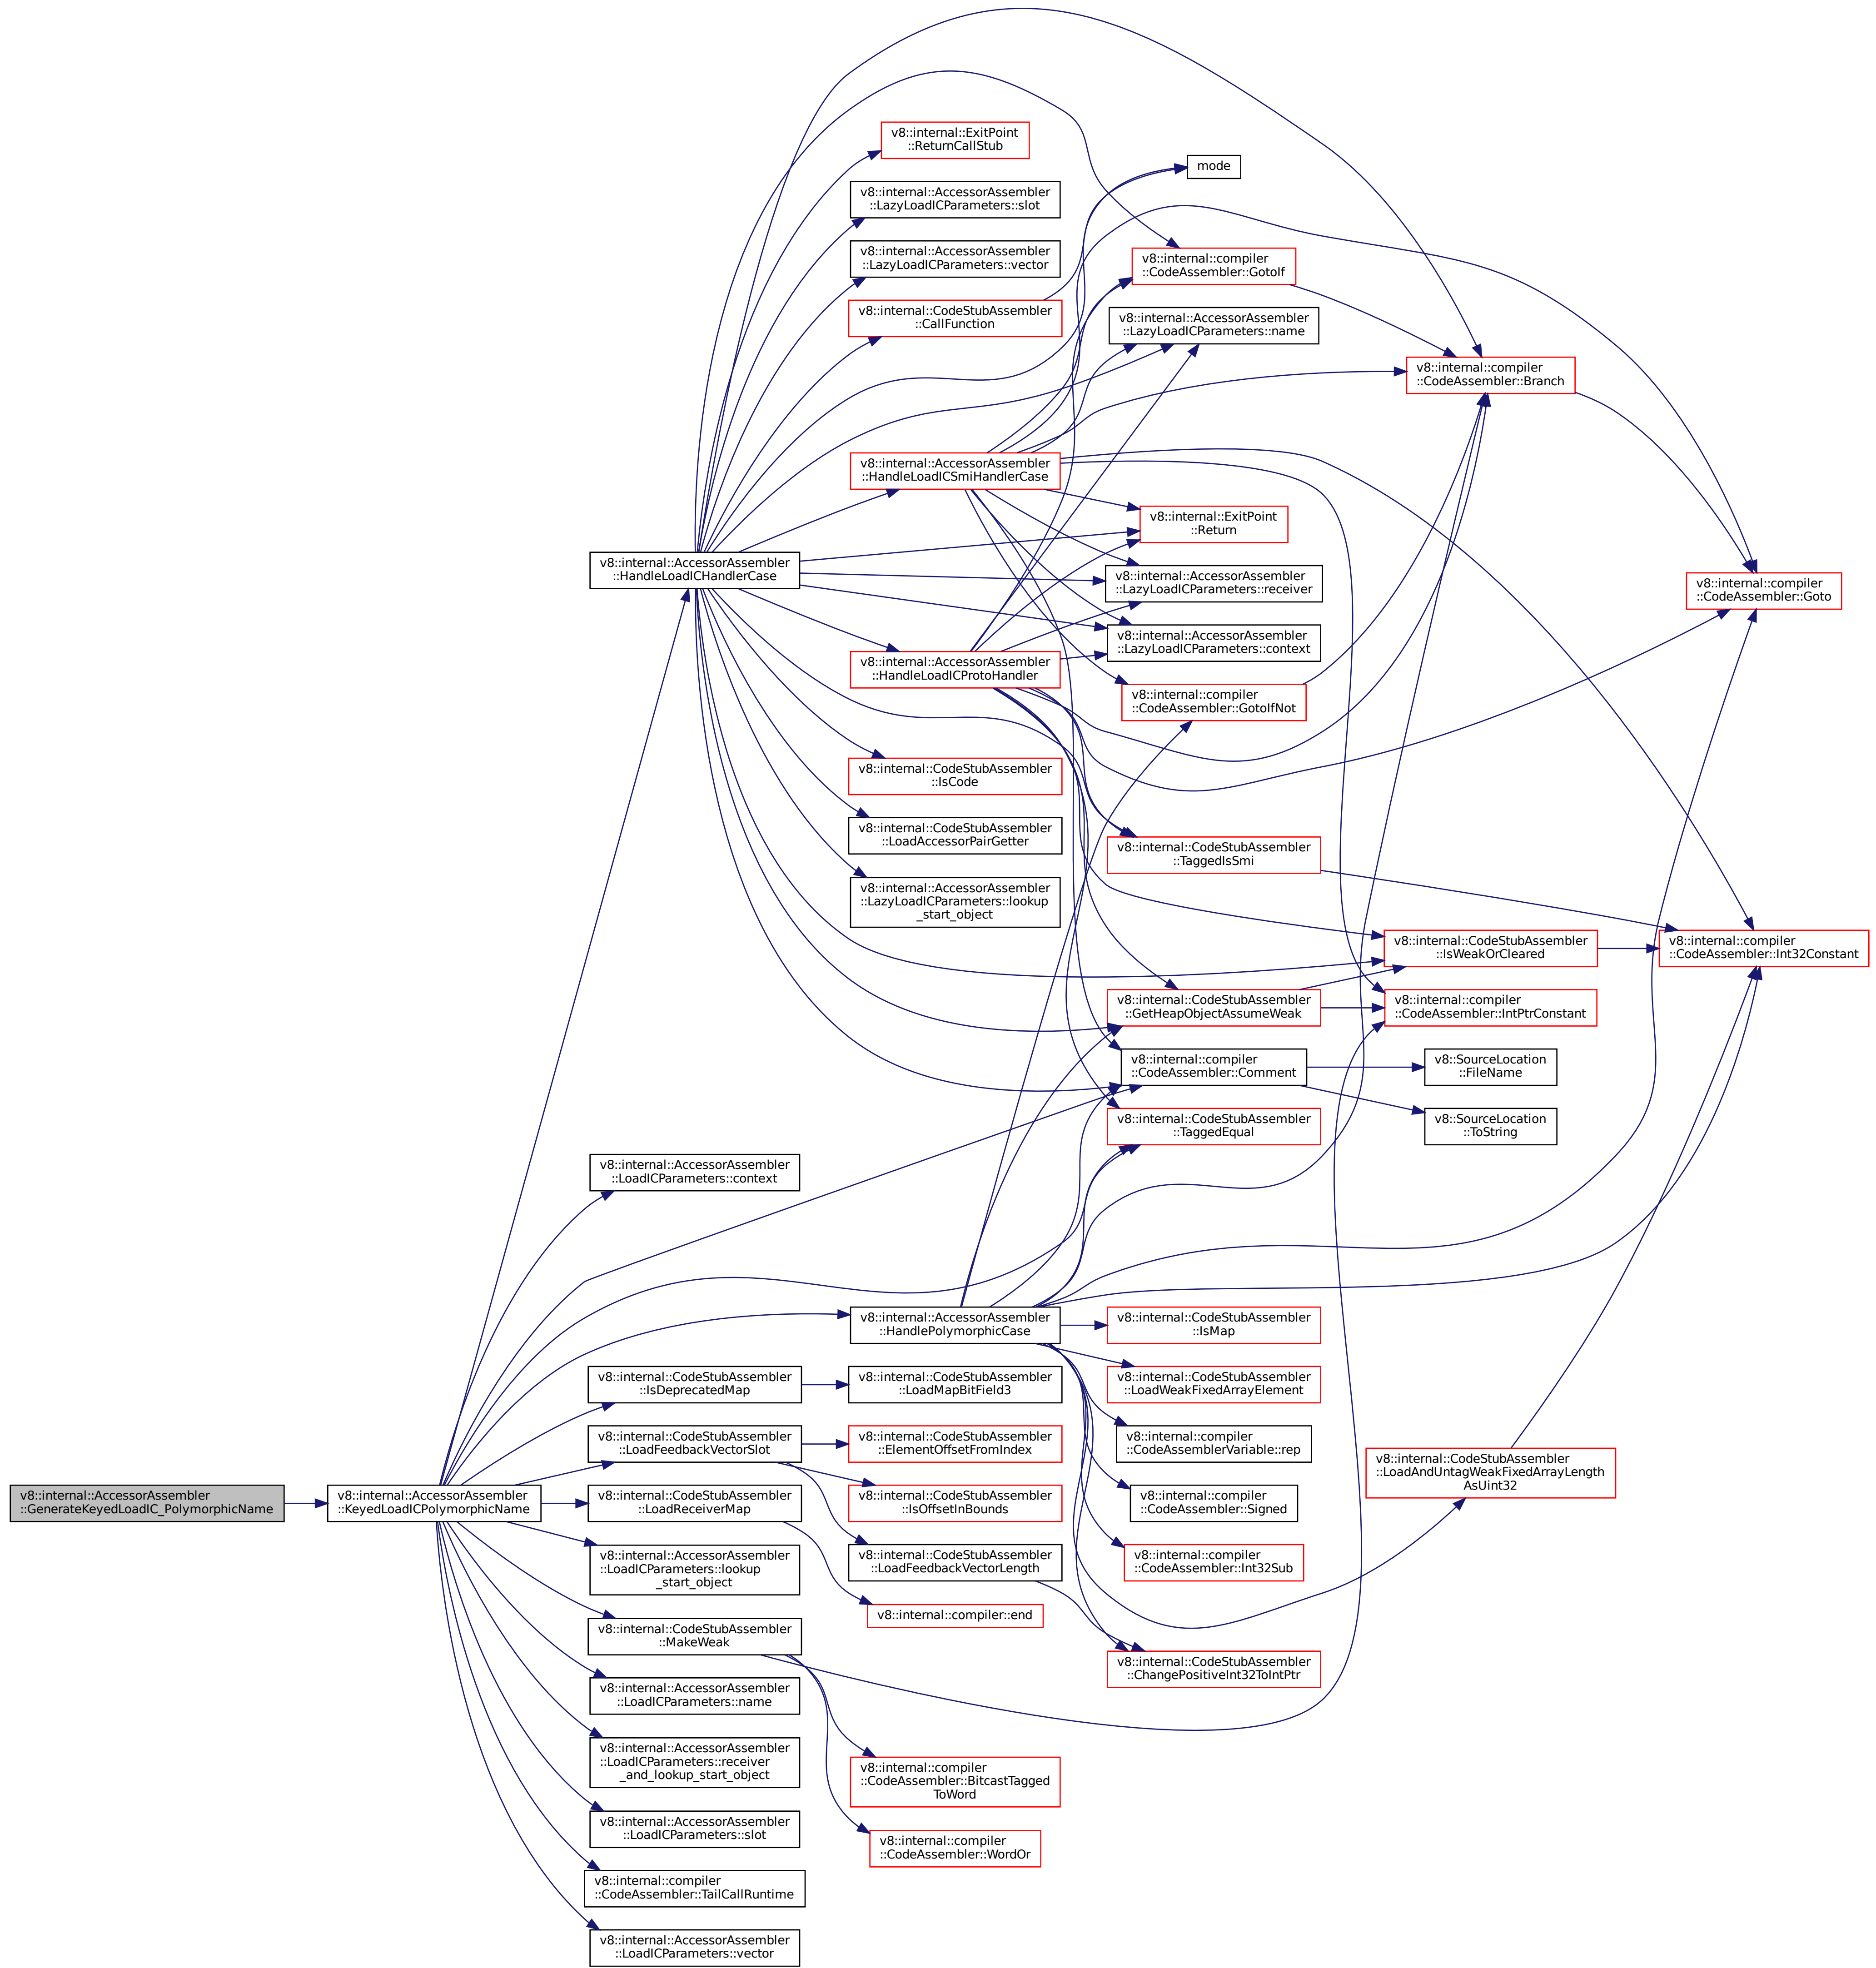 v8::internal::AccessorAssembler
::GenerateKeyedLoadIC_PolymorphicName
v8::internal::AccessorAssembler
::KeyedLoadICPolymorphicName
v8::internal::AccessorAssembler
::HandleLoadICHandlerCase
v8::internal::AccessorAssembler
::LoadICParameters::context
v8::internal::CodeStubAssembler
::IsDeprecatedMap
v8::internal::CodeStubAssembler
::LoadFeedbackVectorSlot
v8::internal::CodeStubAssembler
::LoadReceiverMap
v8::internal::AccessorAssembler
::LoadICParameters::lookup
_start_object
v8::internal::CodeStubAssembler
::MakeWeak
v8::internal::AccessorAssembler
::LoadICParameters::name
v8::internal::AccessorAssembler
::LoadICParameters::receiver
_and_lookup_start_object
v8::internal::AccessorAssembler
::LoadICParameters::slot
v8::internal::compiler
::CodeAssembler::TailCallRuntime
v8::internal::AccessorAssembler
::LoadICParameters::vector
v8::internal::ExitPoint
::ReturnCallStub
v8::internal::AccessorAssembler
::LazyLoadICParameters::slot
v8::internal::AccessorAssembler
::LazyLoadICParameters::vector
v8::internal::CodeStubAssembler
::CallFunction
v8::internal::AccessorAssembler
::HandleLoadICSmiHandlerCase
v8::internal::AccessorAssembler
::HandleLoadICProtoHandler
v8::internal::CodeStubAssembler
::IsCode
v8::internal::CodeStubAssembler
::LoadAccessorPairGetter
v8::internal::AccessorAssembler
::LazyLoadICParameters::lookup
_start_object
v8::internal::AccessorAssembler
::HandlePolymorphicCase
v8::internal::CodeStubAssembler
::LoadMapBitField3
v8::internal::CodeStubAssembler
::ElementOffsetFromIndex
v8::internal::CodeStubAssembler
::IsOffsetInBounds
v8::internal::CodeStubAssembler
::LoadFeedbackVectorLength
v8::internal::compiler::end
v8::internal::compiler
::CodeAssembler::BitcastTagged
ToWord
v8::internal::compiler
::CodeAssembler::WordOr
mode
v8::internal::compiler
::CodeAssembler::GotoIf
v8::internal::AccessorAssembler
::LazyLoadICParameters::name
v8::internal::ExitPoint
::Return
v8::internal::AccessorAssembler
::LazyLoadICParameters::receiver
v8::internal::AccessorAssembler
::LazyLoadICParameters::context
v8::internal::compiler
::CodeAssembler::GotoIfNot
v8::internal::CodeStubAssembler
::TaggedIsSmi
v8::internal::CodeStubAssembler
::GetHeapObjectAssumeWeak
v8::internal::compiler
::CodeAssembler::Comment
v8::internal::CodeStubAssembler
::TaggedEqual
v8::internal::CodeStubAssembler
::IsMap
v8::internal::CodeStubAssembler
::LoadWeakFixedArrayElement
v8::internal::compiler
::CodeAssemblerVariable::rep
v8::internal::compiler
::CodeAssembler::Signed
v8::internal::compiler
::CodeAssembler::Int32Sub
v8::internal::CodeStubAssembler
::ChangePositiveInt32ToIntPtr
v8::internal::compiler
::CodeAssembler::Branch
v8::internal::CodeStubAssembler
::IsWeakOrCleared
v8::internal::compiler
::CodeAssembler::IntPtrConstant
v8::SourceLocation
::FileName
v8::SourceLocation
::ToString
v8::internal::CodeStubAssembler
::LoadAndUntagWeakFixedArrayLength
AsUint32
v8::internal::compiler
::CodeAssembler::Goto
v8::internal::compiler
::CodeAssembler::Int32Constant